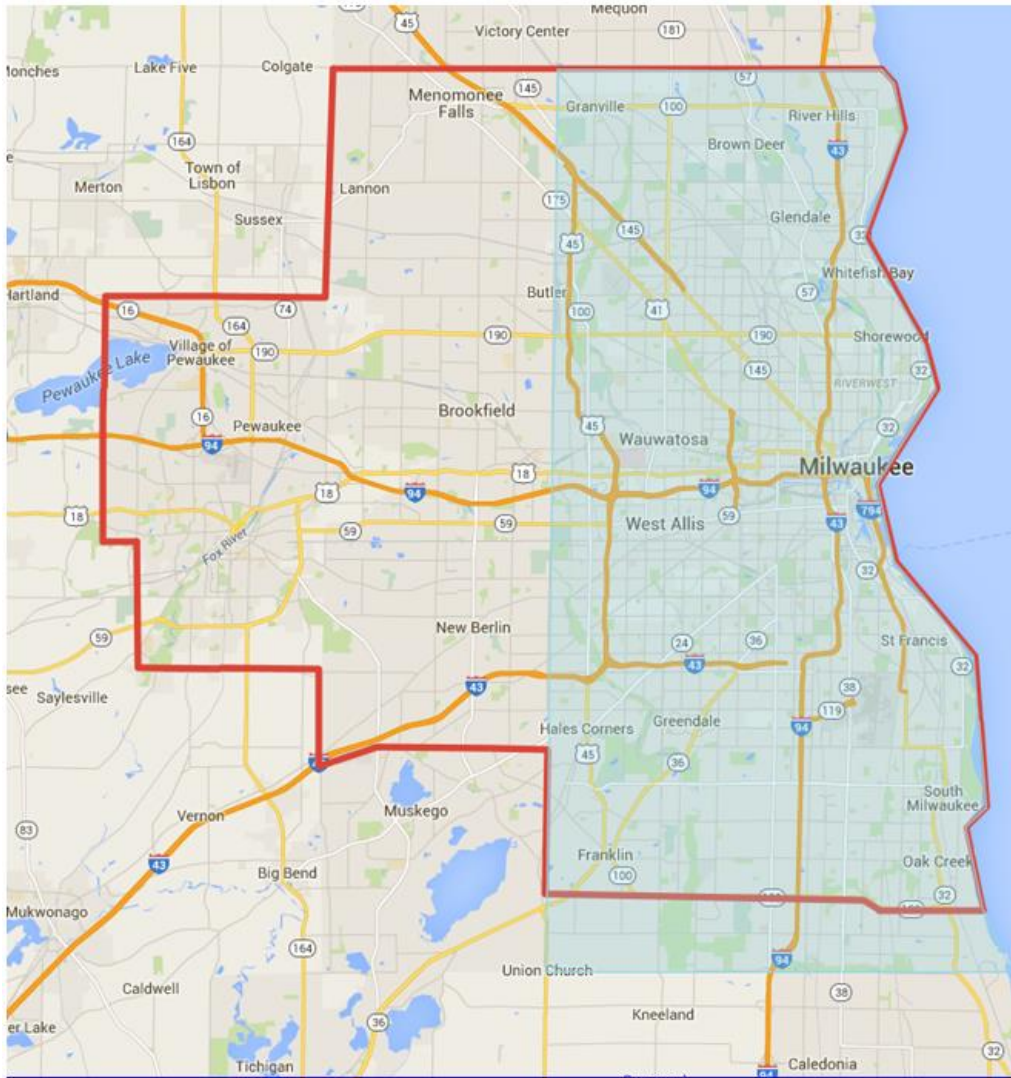 Mequon
45
Victory Center
181
Lake Five
Colgate
57
145
Menomonee
Falls
Granville
100
River Hills
43
Brown Deer
164
Town of
Lisbon
Merton
Lannon
175
Sussex
Glendale
32
145
45
Whitefish Bay
Hartland
16
74
Butler
57
100
41
164
190
190
190
Shorewood
Village of
Pewaukee
Pewaukee Lake
32
145
RIVERWEST
16
Brookfield
Pewaukee
45
32
94
Wauwatosa
18
Milwaukee
18
94
94
18
59
59
West Allis
59
43
794
Fox River
32
59
New Berlin
24
36
St Francis
43
32
Saylesville
43
38
119
Hales Corners
Greendale
94
45
36
South
Milwaukee
Vernon
Muskego
83
43
Franklin
Oak Creek
Big Bend
100
32
Mukwonago
164
94
Union Church
Caldwell
38
Kneeland
36
32
Tichigan
Caledonia
94